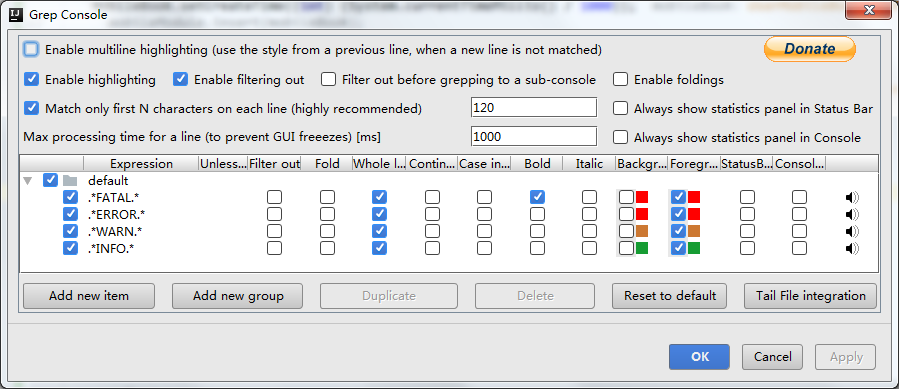 Grep Console
Enable multiline highlighting (use the style from a previous line, when a new line is not matched)
Donate
Enable highlighting Enable filtering out Filter out before grepping to a sub-console Enable foldings
Match only first N characters on each line (highly recommended) 120 Always show statistics panel in Status Bar
Max processing time for a line (to prevent GUI freeezes) [ms] 1000 Always show statistics panel in Console
Expression Unless... Filter out Fold Whole l... Contin... Case in... Bold Italic Backgr... Foregr... StatusB... Consol...
default
.*FATAL.*
.*ERROR.*
.*WARN.*
.*INFO.*
Add new item Add new group Duplicate Delete Reset to default Tail File integration
OK Cancel Apply